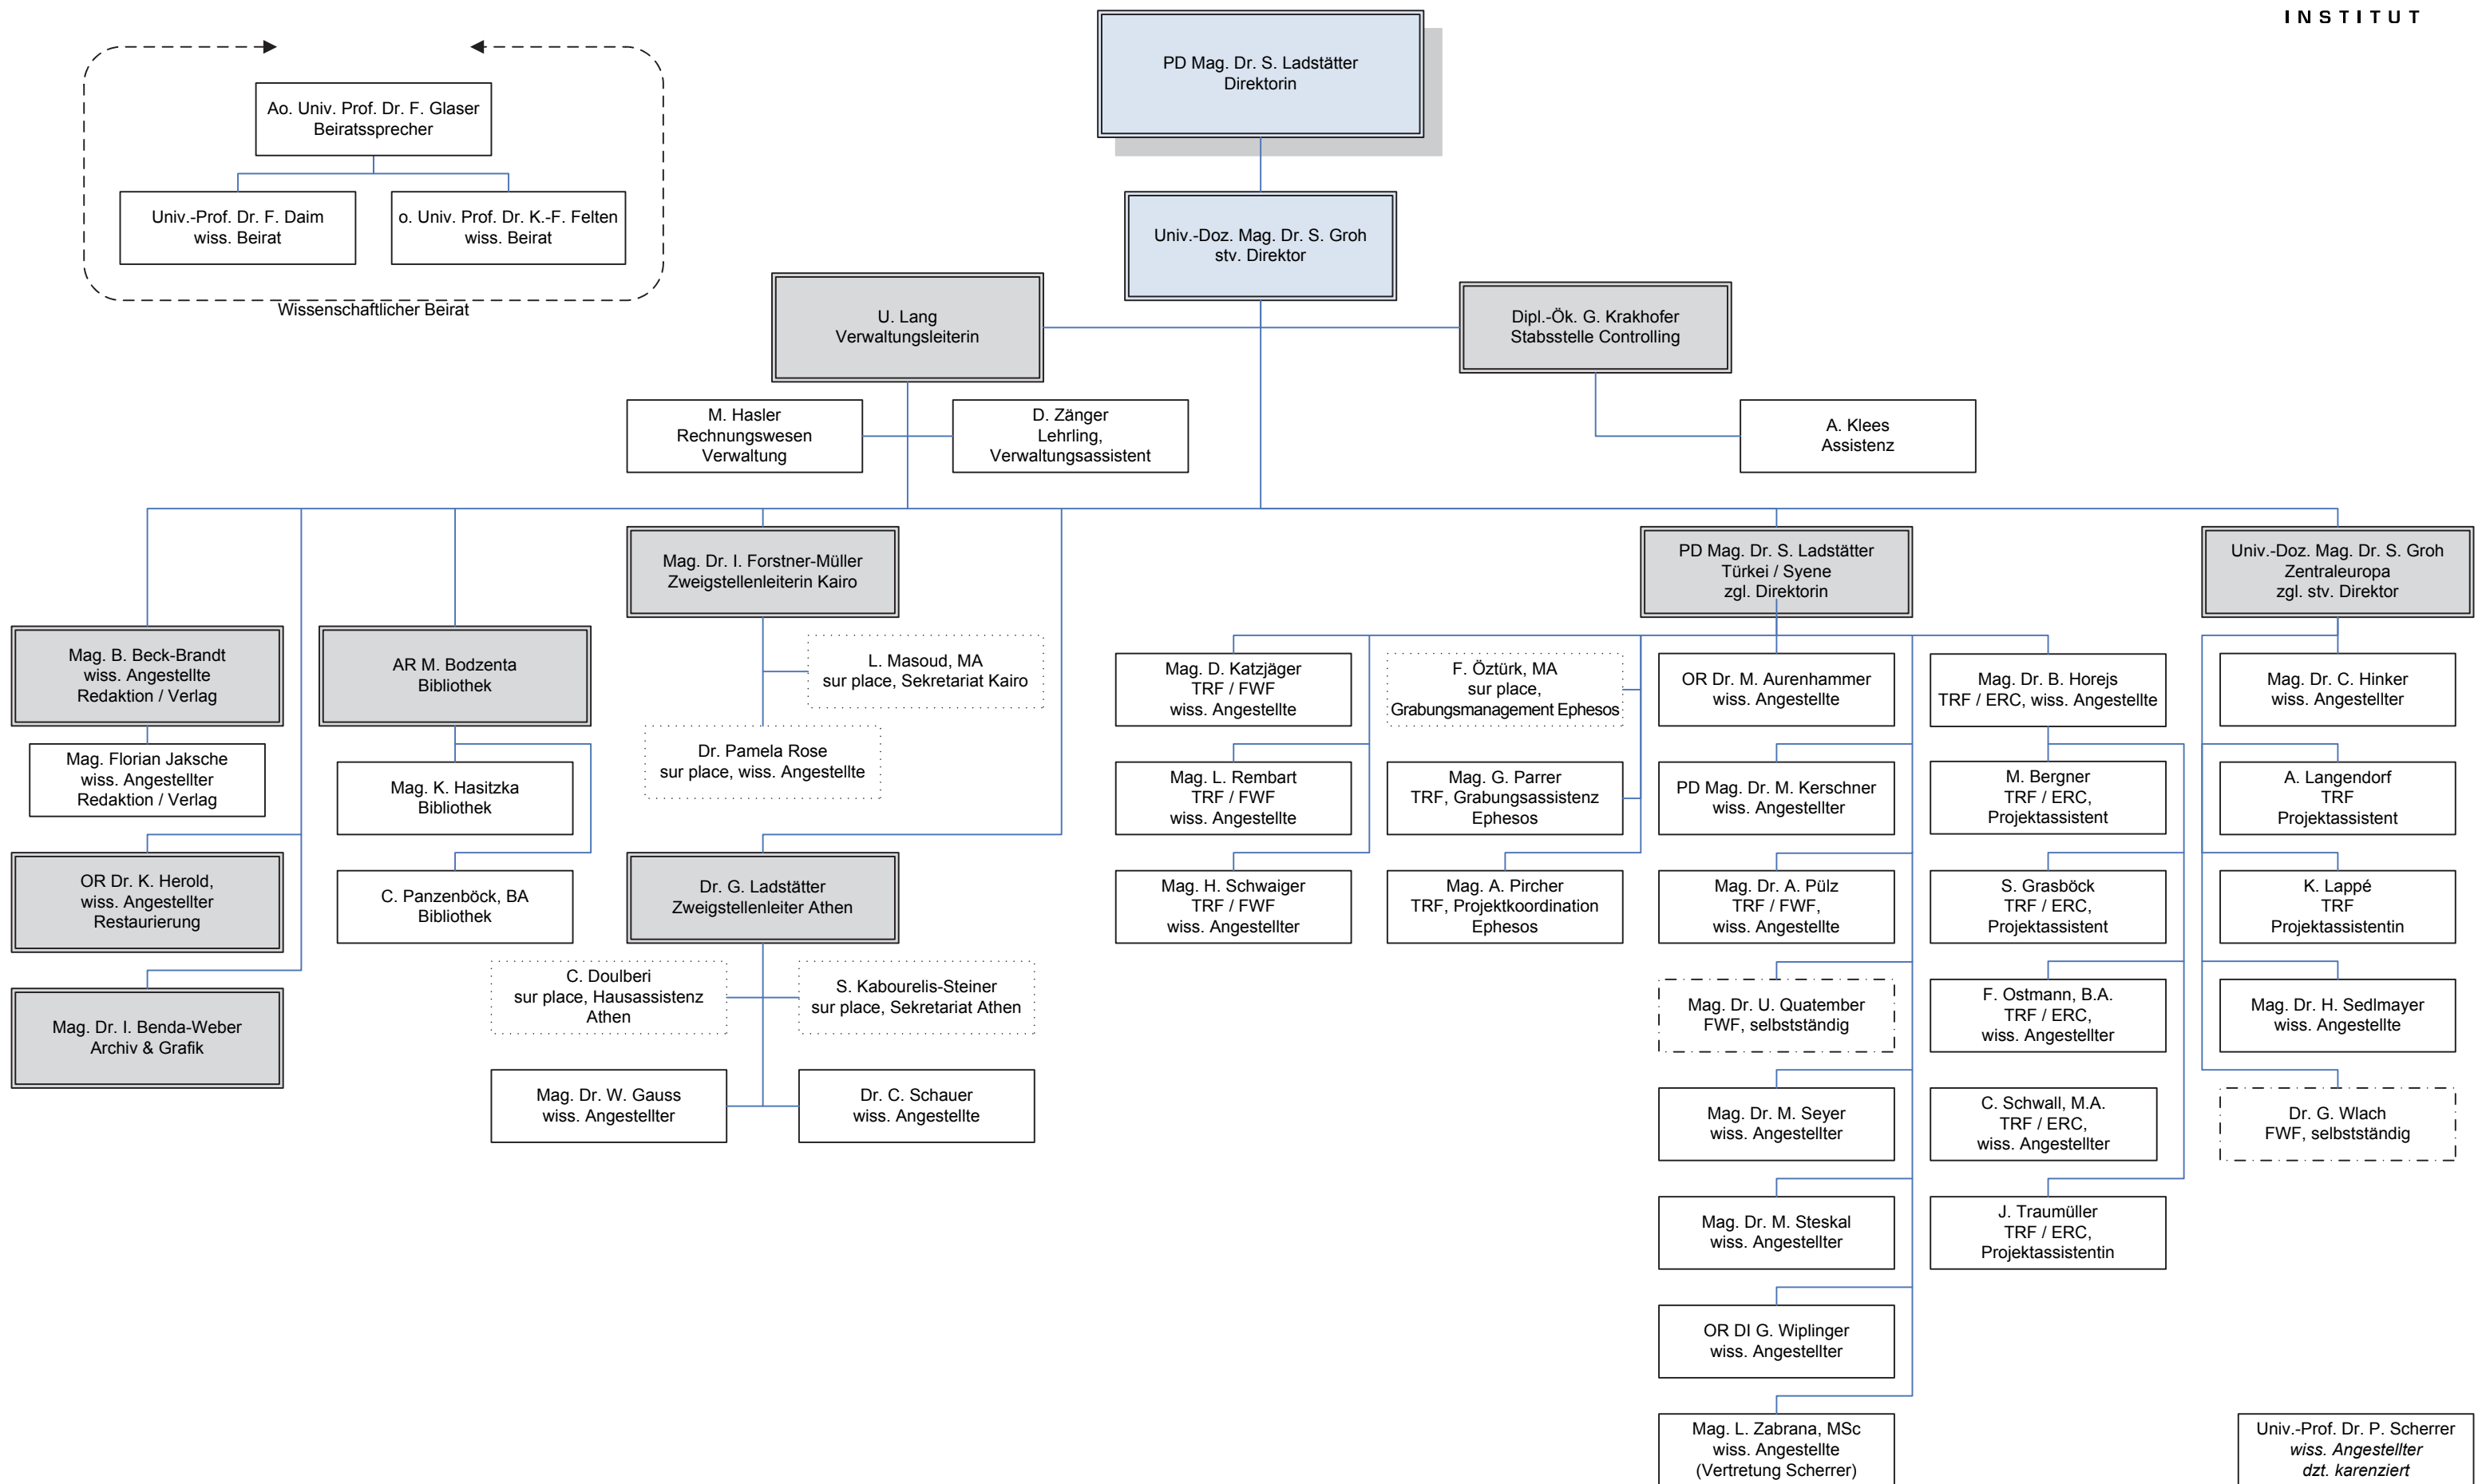 INSTITUT
PD Mag. Dr. S. Ladstätter
Direktorin
Ao. Univ. Prof. Dr. F. Glaser
Beiratssprecher
Univ.-Prof. Dr. F. Daim
wiss. Beirat
o. Univ. Prof. Dr. K.-F. Felten
wiss. Beirat
Wissenschaftlicher Beirat
Univ.-Doz. Mag. Dr. S. Groh
stv. Direktor
U. Lang
Verwaltungsleiterin
Dipl.-Ök. G. Krakhofer
Stabsstelle Controlling
M. Hasler
Rechnungswesen
Verwaltung
D. Zänger
Lehrling,
Verwaltungsassistent
A. Klees
Assistenz
Mag. B. Beck-Brandt
wiss. Angestellte
Redaktion / Verlag
Mag. Florian Jaksche
wiss. Angestellter
Redaktion / Verlag
OR Dr. K. Herold,
wiss. Angestellter
Restaurierung
Mag. Dr. I. Benda-Weber
Archiv & Grafik
AR M. Bodzenta
Bibliothek
Mag. K. Hasitzka
Bibliothek
C. Panzenböck, BA
Bibliothek
Mag. Dr. I. Forstner-Müller
Zweigstellenleiterin Kairo
L. Masoud, MA
sur place, Sekretariat Kairo
Dr. Pamela Rose
sur place, wiss. Angestellte
Dr. G. Ladstätter
Zweigstellenleiter Athen
C. Doulberi
sur place, Hausassistenz
Athen
S. Kabourelis-Steiner
sur place, Sekretariat Athen
Mag. Dr. W. Gauss
wiss. Angestellter
Dr. C. Schauer
wiss. Angestellte
PD Mag. Dr. S. Ladstätter
Türkei / Syene
zgl. Direktorin
Mag. D. Katzjäger
TRF / FWF
wiss. Angestellte
Mag. L. Rembart
TRF / FWF
wiss. Angestellte
Mag. H. Schwaiger
TRF / FWF
wiss. Angestellter
F. Öztürk, MA
sur place,
Grabungsmanagement Ephesos
Mag. G. Parrer
TRF, Grabungsassistenz
Ephesos
Mag. A. Pircher
TRF, Projektkoordination
Ephesos
OR Dr. M. Aurenhammer
wiss. Angestellte
PD Mag. Dr. M. Kerschner
wiss. Angestellter
Mag. Dr. A. Pülz
TRF / FWF,
wiss. Angestellte
Mag. Dr. U. Quatember
FWF, selbstständig
Mag. Dr. M. Seyer
wiss. Angestellter
Mag. Dr. M. Steskal
wiss. Angestellter
OR DI G. Wiplinger
wiss. Angestellter
Mag. L. Zabrana, MSc
wiss. Angestellte
(Vertretung Scherrer)
Mag. Dr. B. Horejs
TRF / ERC, wiss. Angestellte
M. Bergner
TRF / ERC,
Projektassistent
S. Grasböck
TRF / ERC,
Projektassistent
F. Ostmann, B.A.
TRF / ERC,
wiss. Angestellter
C. Schwall, M.A.
TRF / ERC,
wiss. Angestellter
J. Traumüller
TRF / ERC,
Projektassistentin
Univ.-Doz. Mag. Dr. S. Groh
Zentraleuropa
zgl. stv. Direktor
Mag. Dr. C. Hinker
wiss. Angestellter
A. Langendorf
TRF
Projektassistent
K. Lappé
TRF
Projektassistentin
Mag. Dr. H. Sedlmayer
wiss. Angestellte
Dr. G. Wlach
FWF, selbstständig
Univ.-Prof. Dr. P. Scherrer
wiss. Angestellter
dzt. karenziert